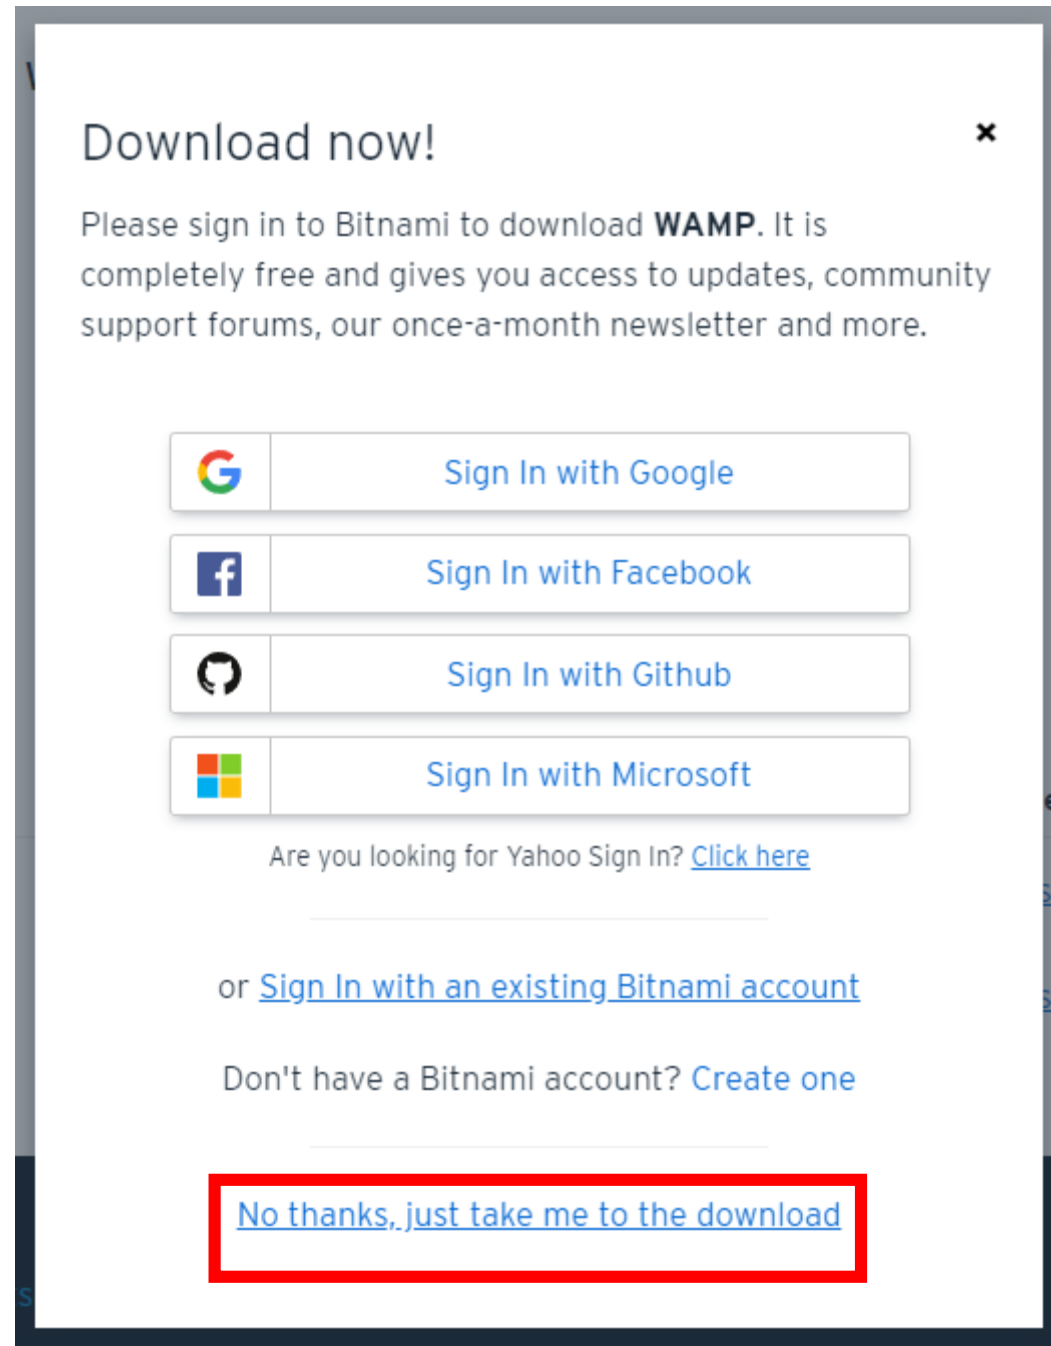 Download now!
Please sign in to Bitnami to download WAMP. It is
completely free and gives you access to updates, community
support forums, our once-a-month newsletter and more.
Sign In with Google
Sign In with Facebook
Sign In with Github
Sign In with Microsoft
Are you looking for Yahoo Sign In? Click here
or Sign In with an existing Bitnami account
Don't have a Bitnami account? Create one
No thanks, just take me to the download